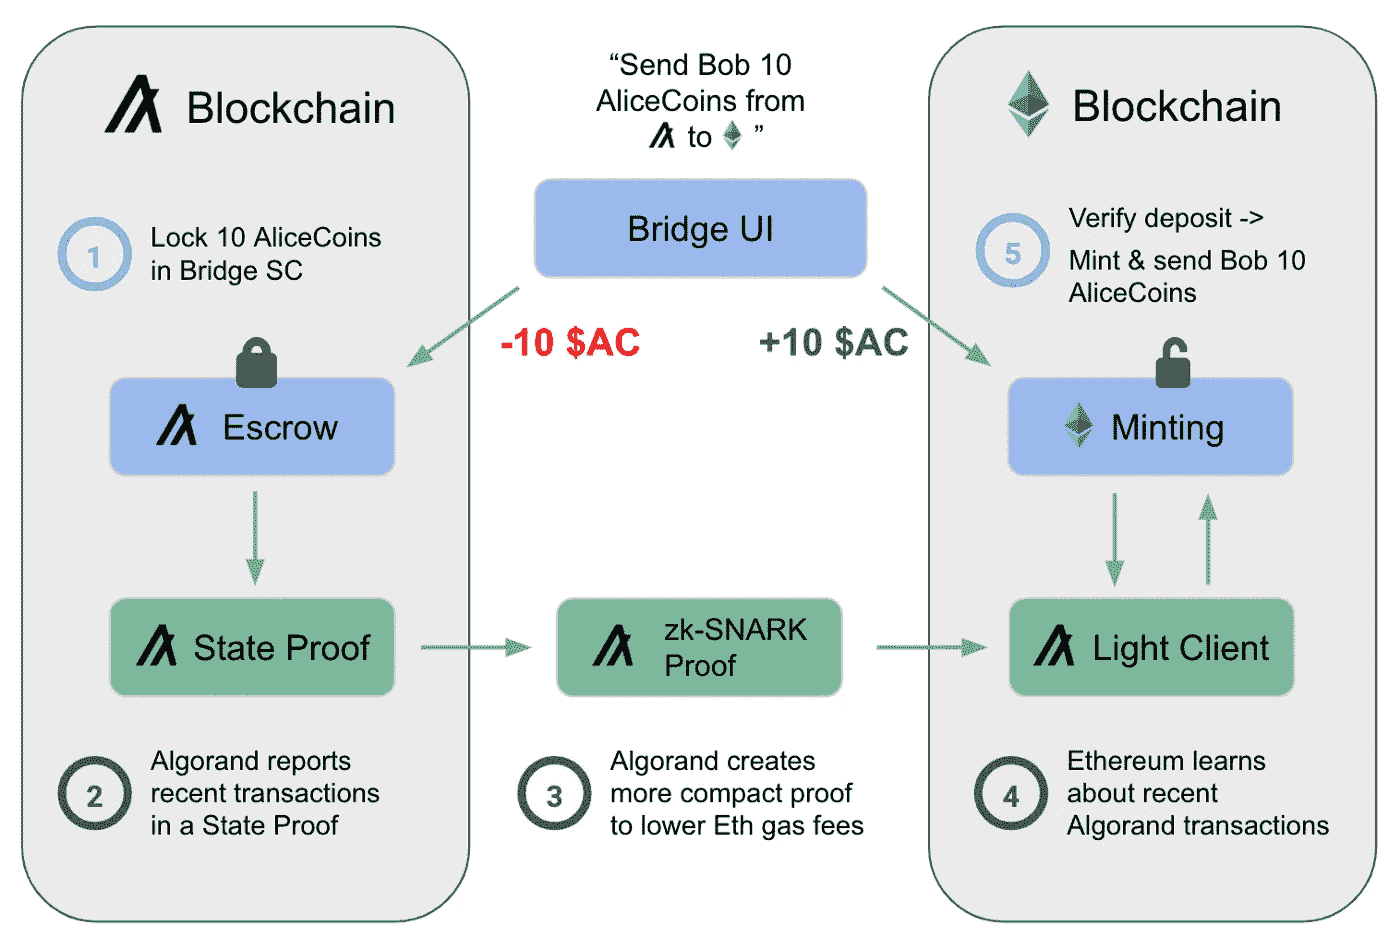 Blockchain
“Send Bob 10
AliceCoins from
to ”
Blockchain
Bridge UI
1
Lock 10 AliceCoins
in Bridge SC
5
Verify deposit ->
Mint & send Bob 10
AliceCoins
-10 $AC
+10 $AC
Escrow
Minting
State Proof
zk-SNARK
Proof
Light Client
2
Algorand reports
recent transactions
in a State Proof
3
Algorand creates
more compact proof
to lower Eth gas fees
4
Ethereum learns
about recent
Algorand transactions